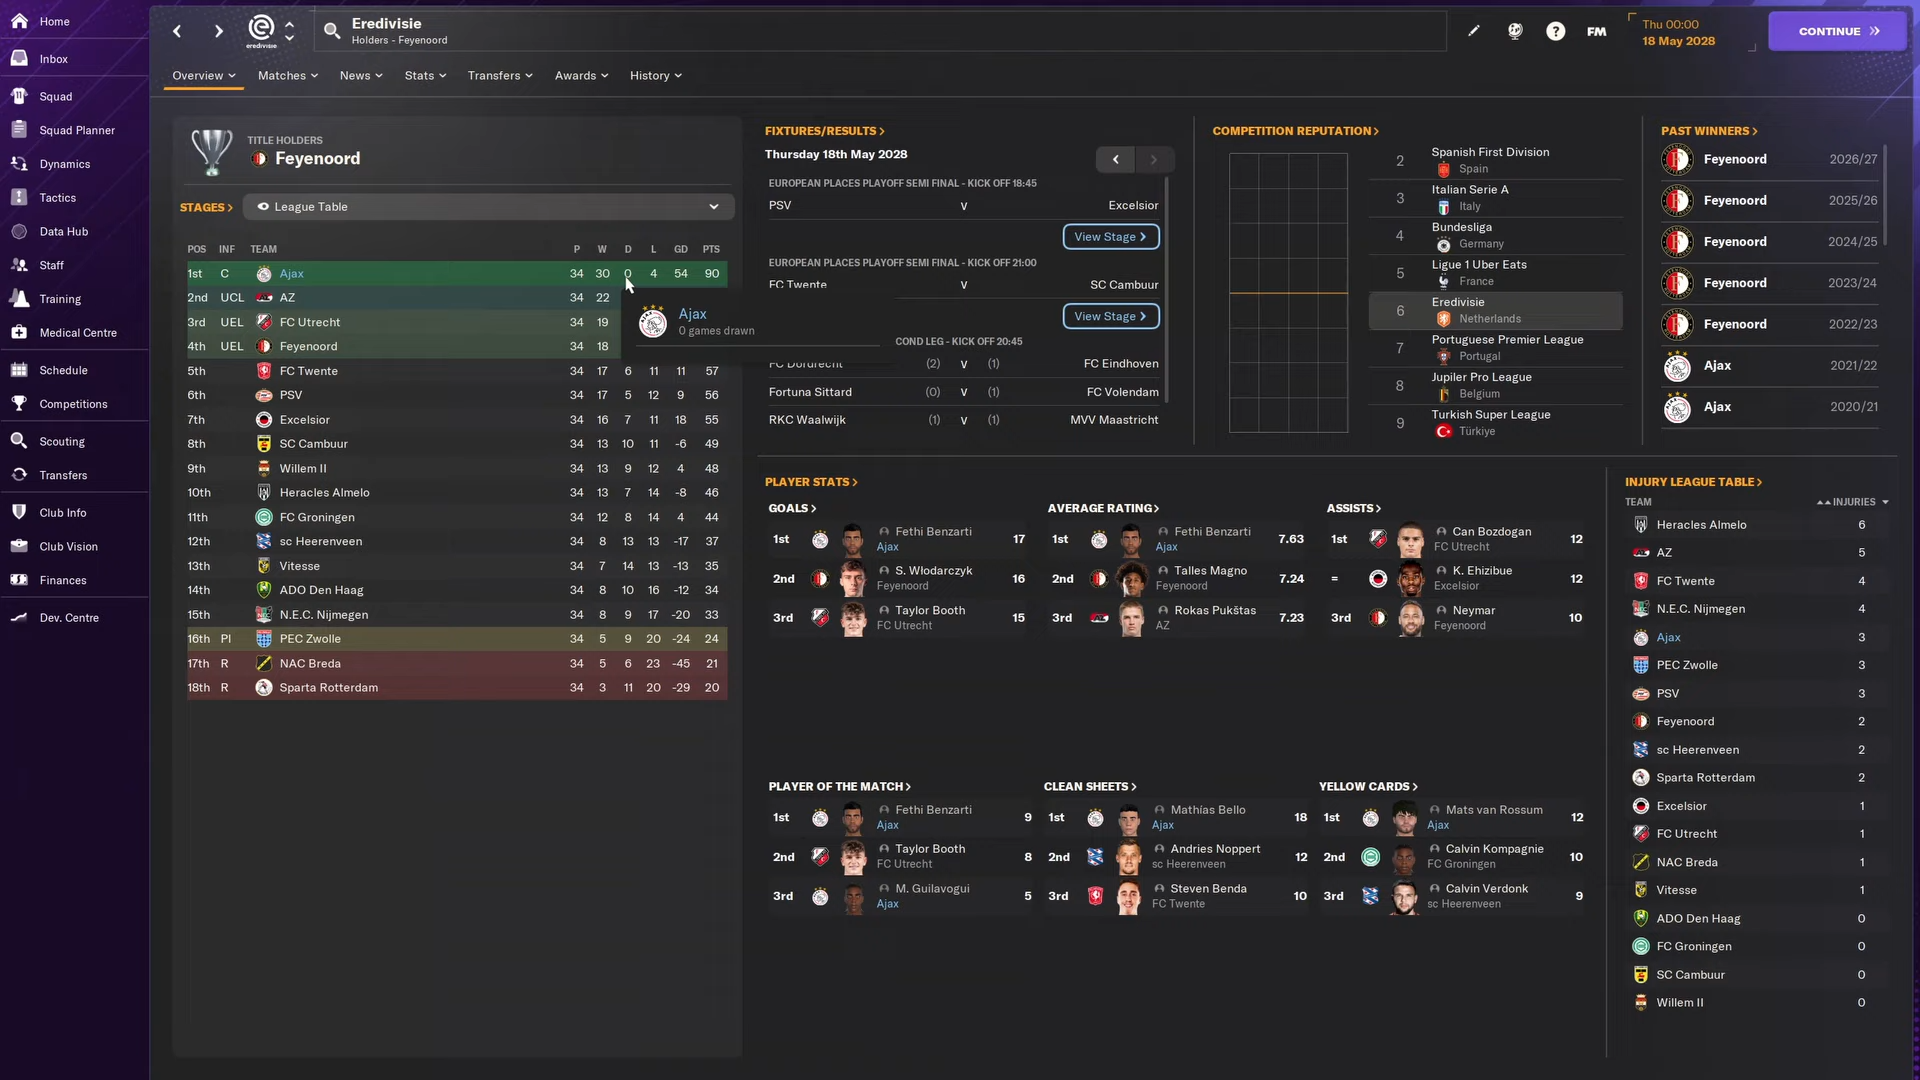 Home
Inbox
Squad
Squad Planner
Dynamics
Tactics
Data Hub
Staff
Training
Medical Centre
Schedule
Competitions
Scouting
Transfers
Club Info
Club Vision
Finances
Dev. Centre
eredivisie
Eredivisie
Holders - Feyenoord
FM
Thu 00:00
18 May 2028
CONTINUE
Overview Matches News Stats Transfers Awards History
TITLE HOLDERS
Feyenoord
STAGES League Table
POS INF TEAM P W D L GD PTS
1st C Ajax 34 30 0 4 54 90
2nd UCL AZ 34 22
3rd UEL FC Utrecht 34 19
4th UEL Feyenoord 34 18
5th FC Twente 34 17 6 11 11 57
6th PSV 34 17 5 12 9 56
7th Excelsior 34 16 7 11 18 55
8th SC Cambuur 34 13 10 11 -6 49
9th Willem II 34 13 9 12 4 48
10th Heracles Almelo 34 13 7 14 -8 46
11th FC Groningen 34 12 8 14 4 44
12th sc Heerenveen 34 8 13 13 -17 37
13th Vitesse 34 7 14 13 -13 35
14th ADO Den Haag 34 8 10 16 -12 34
15th N.E.C. Nijmegen 34 8 9 17 -20 33
16th Pl PEC Zwolle 34 5 9 20 -24 24
17th R NAC Breda 34 5 6 23 -45 21
18th R Sparta Rotterdam 34 3 11 20 -29 20
Ajax
0 games drawn
FIXTURES/RESULTS
Thursday 18th May 2028
EUROPEAN PLACES PLAYOFF SEMI FINAL - KICK OFF 18:45
PSV V Excelsior
View Stage
EUROPEAN PLACES PLAYOFF SEMI FINAL - KICK OFF 21:00
FC Twente V SC Cambuur
View Stage
COND LEG - KICK OFF 20:45
FC Dordrecht (2) V (1) FC Eindhoven
Fortuna Sittard (0) V (1) FC Volendam
RKC Waalwijk (1) V (1) MVV Maastricht
COMPETITION REPUTATION
2 Spanish First Division
Spain
3 Italian Serie A
Italy
4 Bundesliga
Germany
5 Ligue 1 Uber Eats
France
6 Eredivisie
Netherlands
7 Portuguese Premier League
Portugal
8 Jupiler Pro League
Belgium
9 Turkish Super League
Türkiye
PAST WINNERS
Feyenoord 2026/27
Feyenoord 2025/26
Feyenoord 2024/25
Feyenoord 2023/24
Feyenoord 2022/23
Ajax 2021/22
Ajax 2020/21
PLAYER STATS
GOALS
1st Fethi Benzarti 17
Ajax
2nd S. Włodarczyk 16
Feyenoord
3rd Taylor Booth 15
FC Utrecht
AVERAGE RATING
1st Fethi Benzarti 7.63
Ajax
2nd Talles Magno 7.24
Feyenoord
3rd Rokas Pukštas 7.23
AZ
ASSISTS
1st Can Bozdogan 12
FC Utrecht
= K. Ehizibue 12
Excelsior
3rd Neymar 10
Feyenoord
PLAYER OF THE MATCH
1st Fethi Benzarti 9
Ajax
2nd Taylor Booth 8
FC Utrecht
3rd M. Guilavogui 5
Ajax
CLEAN SHEETS
1st Mathías Bello 18
Ajax
2nd Andries Noppert 12
sc Heerenveen
3rd Steven Benda 10
FC Twente
YELLOW CARDS
1st Mats van Rossum 12
Ajax
2nd Calvin Kompagnie 10
FC Groningen
3rd Calvin Verdonk 9
sc Heerenveen
INJURY LEAGUE TABLE
TEAM INJURIES
Heracles Almelo 6
AZ 5
FC Twente 4
N.E.C. Nijmegen 4
Ajax 3
PEC Zwolle 3
PSV 3
Feyenoord 2
sc Heerenveen 2
Sparta Rotterdam 2
Excelsior 1
FC Utrecht 1
NAC Breda 1
Vitesse 1
ADO Den Haag 0
FC Groningen 0
SC Cambuur 0
Willem II 0